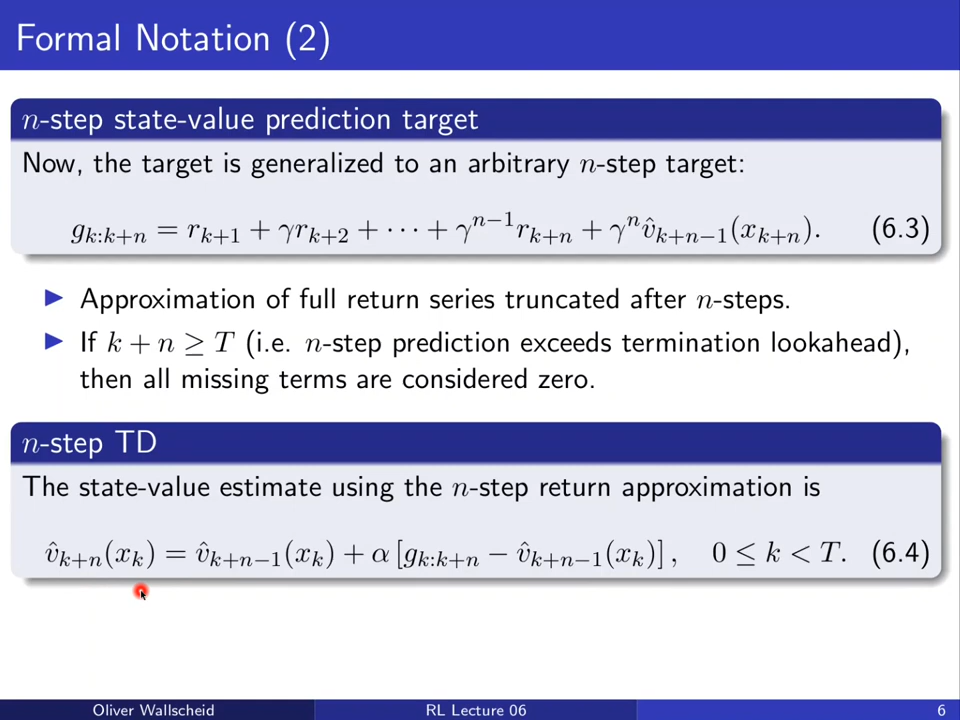 Formal Notation (2)
n-step state-value prediction target
Now, the target is generalized to an arbitrary n-step target:
g_{k:k+n} = r_{k+1} + γr_{k+2} + ··· + γ^{n−1}r_{k+n} + γ^n v̂_{k+n−1}(x_{k+n}). (6.3)
▶ Approximation of full return series truncated after n-steps.
▶ If k + n ≥ T (i.e. n-step prediction exceeds termination lookahead),
then all missing terms are considered zero.
n-step TD
The state-value estimate using the n-step return approximation is
v̂_{k+n}(x_k) = v̂_{k+n−1}(x_k) + α [g_{k:k+n} − v̂_{k+n−1}(x_k)], 0 ≤ k < T. (6.4)
Oliver Wallscheid RL Lecture 06 6